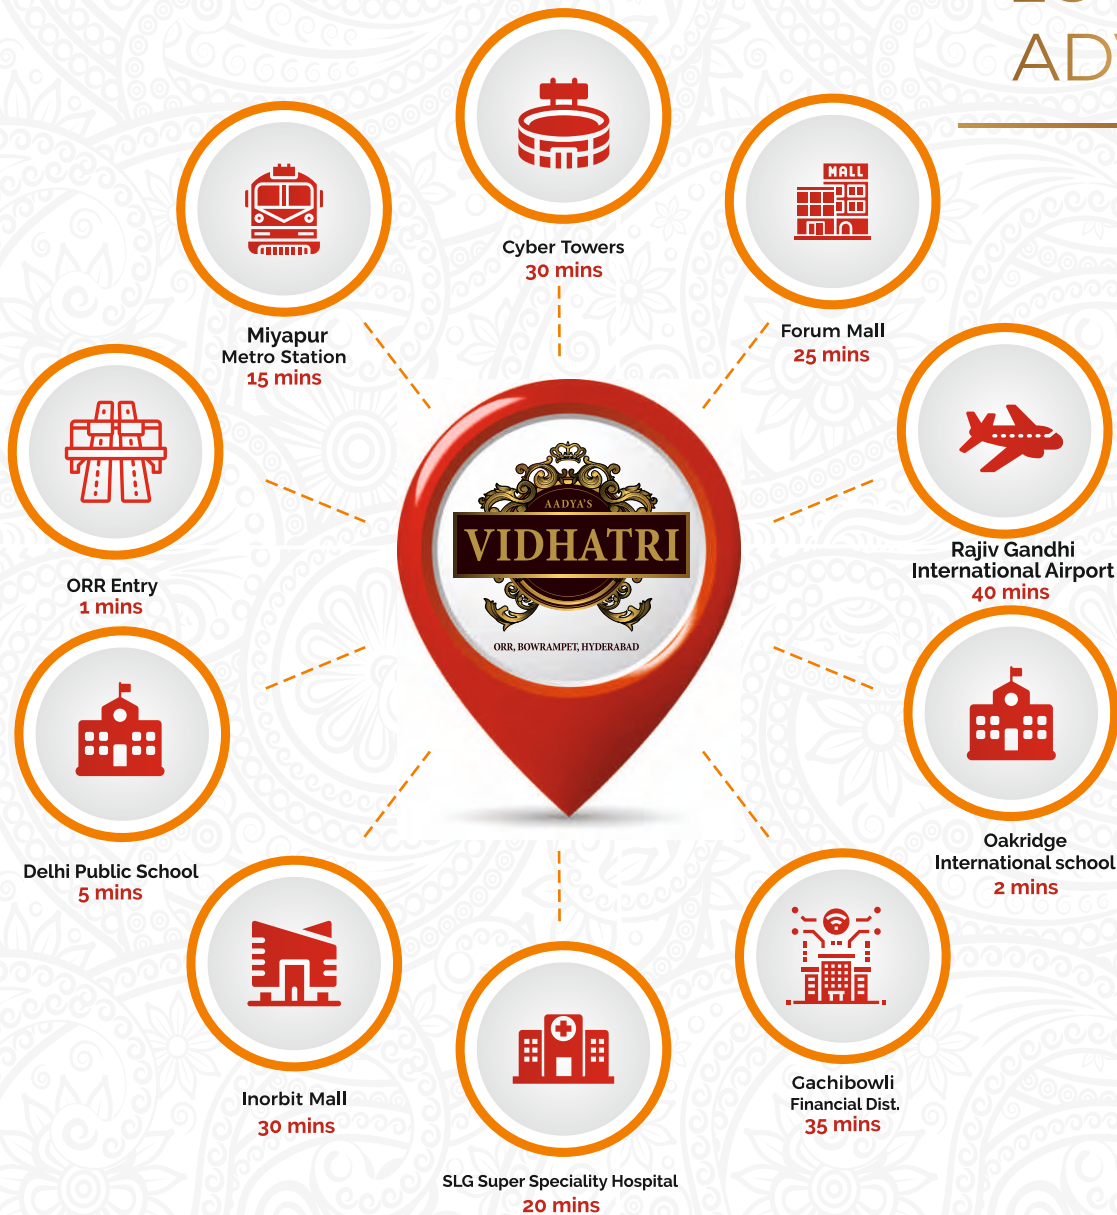 Cyber Towers
30 mins
MALL
Forum Mall
25 mins
Miyapur
Metro Station
15 mins
Rajiv Gandhi
International Airport
40 mins
ORR Entry
1 mins
AADYA'S
VIDHATRI
ORR, BOWRAMPET, HYDERABAD
Oakridge
International school
2 mins
Delhi Public School
5 mins
Gachibowli
Financial Dist.
35 mins
Inorbit Mall
30 mins
SLG Super Speciality Hospital
20 mins